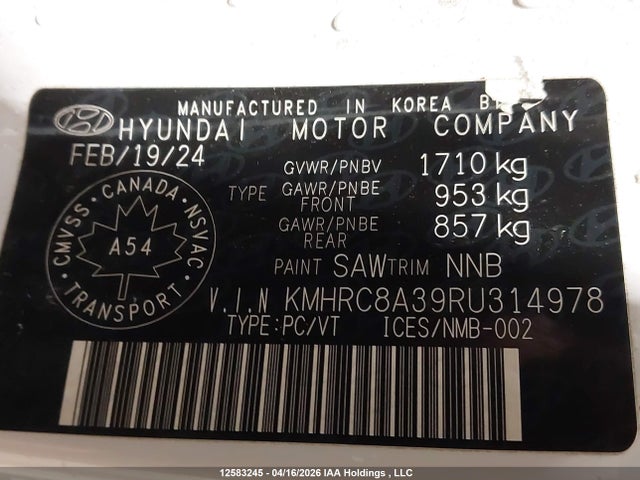 MANUFACTURED IN KOREA BY
HYUNDAI MOTOR COMPANY
FEB/19/24
GVWR/PNBV 1710 kg
TYPE GAWR/PNBE FRONT 953 kg
GAWR/PNBE REAR 857 kg
CMVSS · CANADA · NSVAC
A54
TRANSPORT
PAINT SAW TRIM NNB
V.I.N KMHRC8A39RU314978
TYPE:PC/VT ICES/NMB-002
12583245 - 04/16/2026 IAA Holdings , LLC